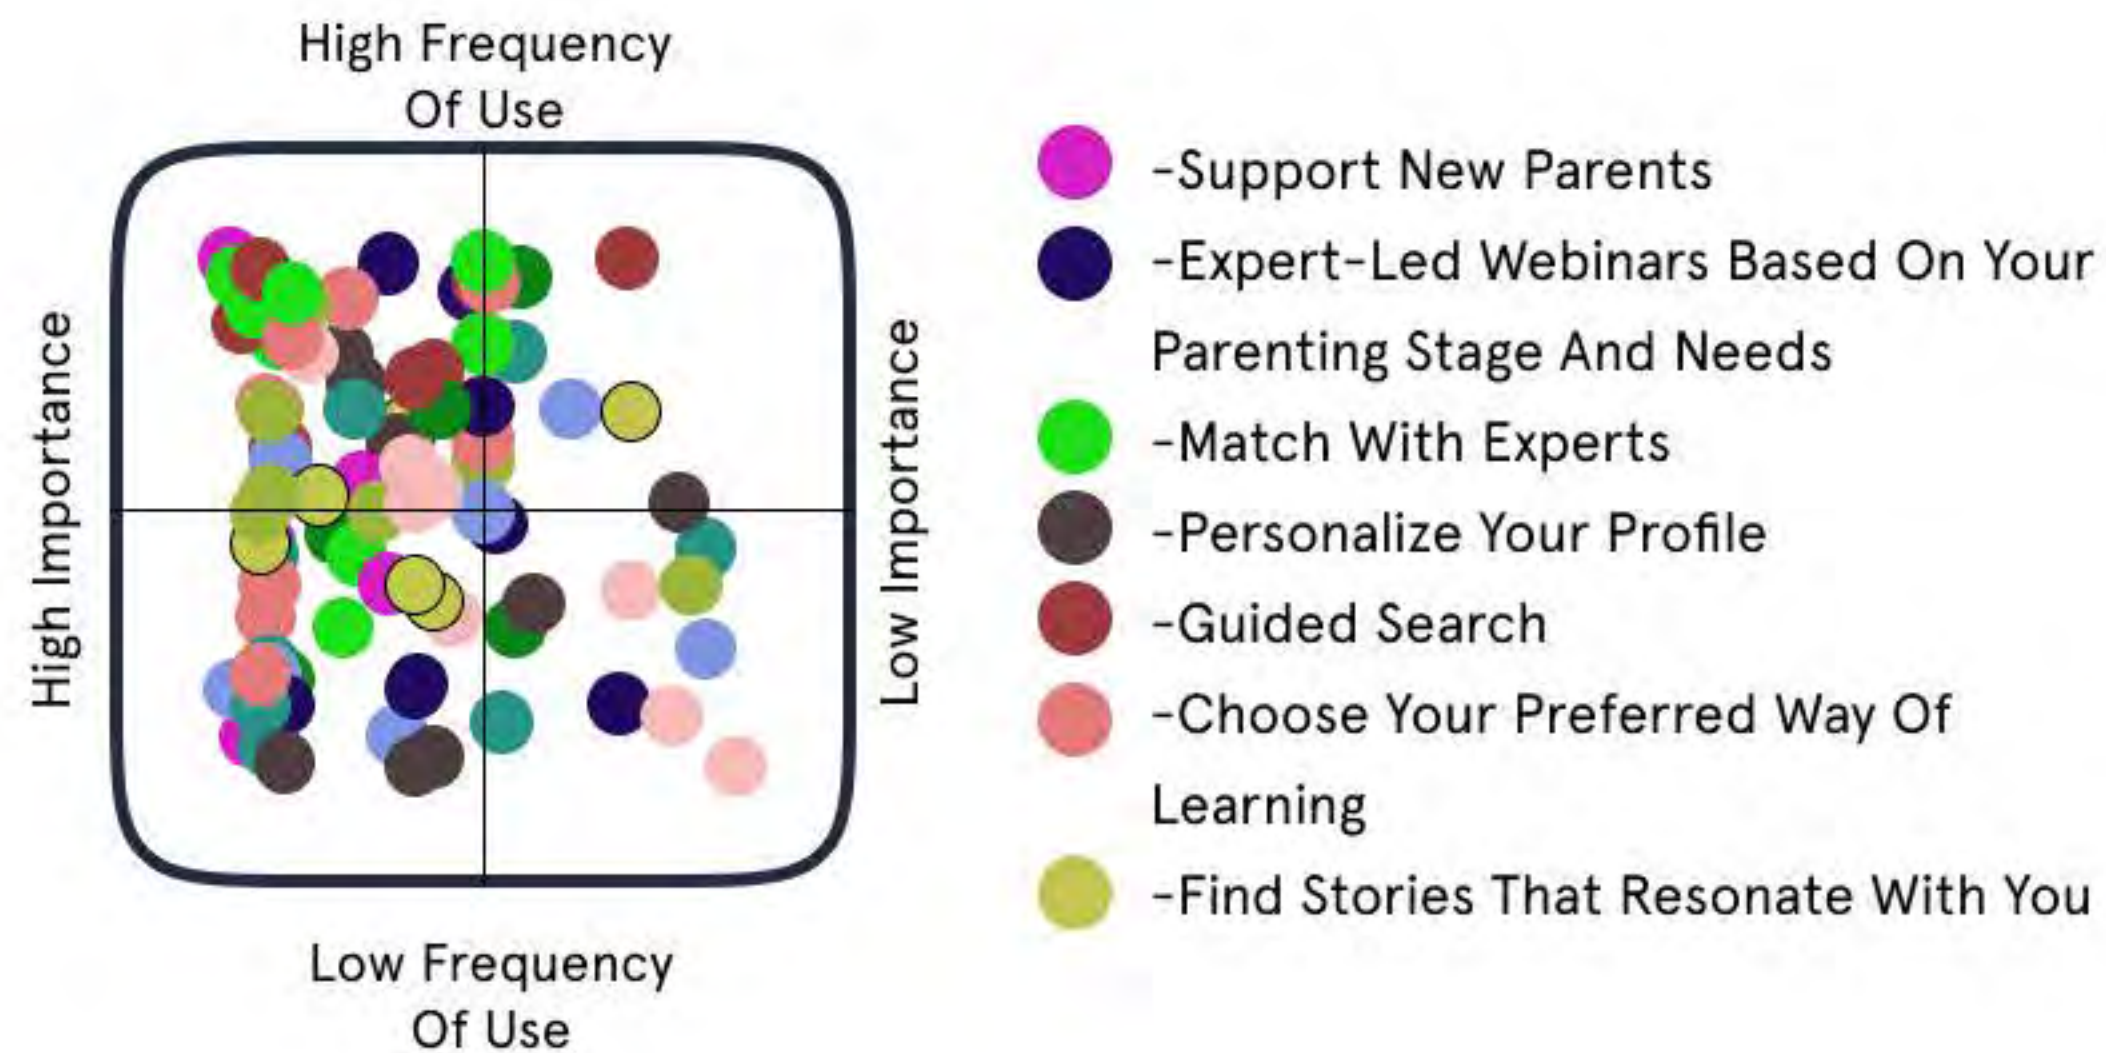 High Frequency
Of Use
High Importance
Low Importance
Low Frequency
Of Use
-Support New Parents
-Expert-Led Webinars Based On Your
Parenting Stage And Needs
-Match With Experts
-Personalize Your Profile
-Guided Search
-Choose Your Preferred Way Of
Learning
-Find Stories That Resonate With You